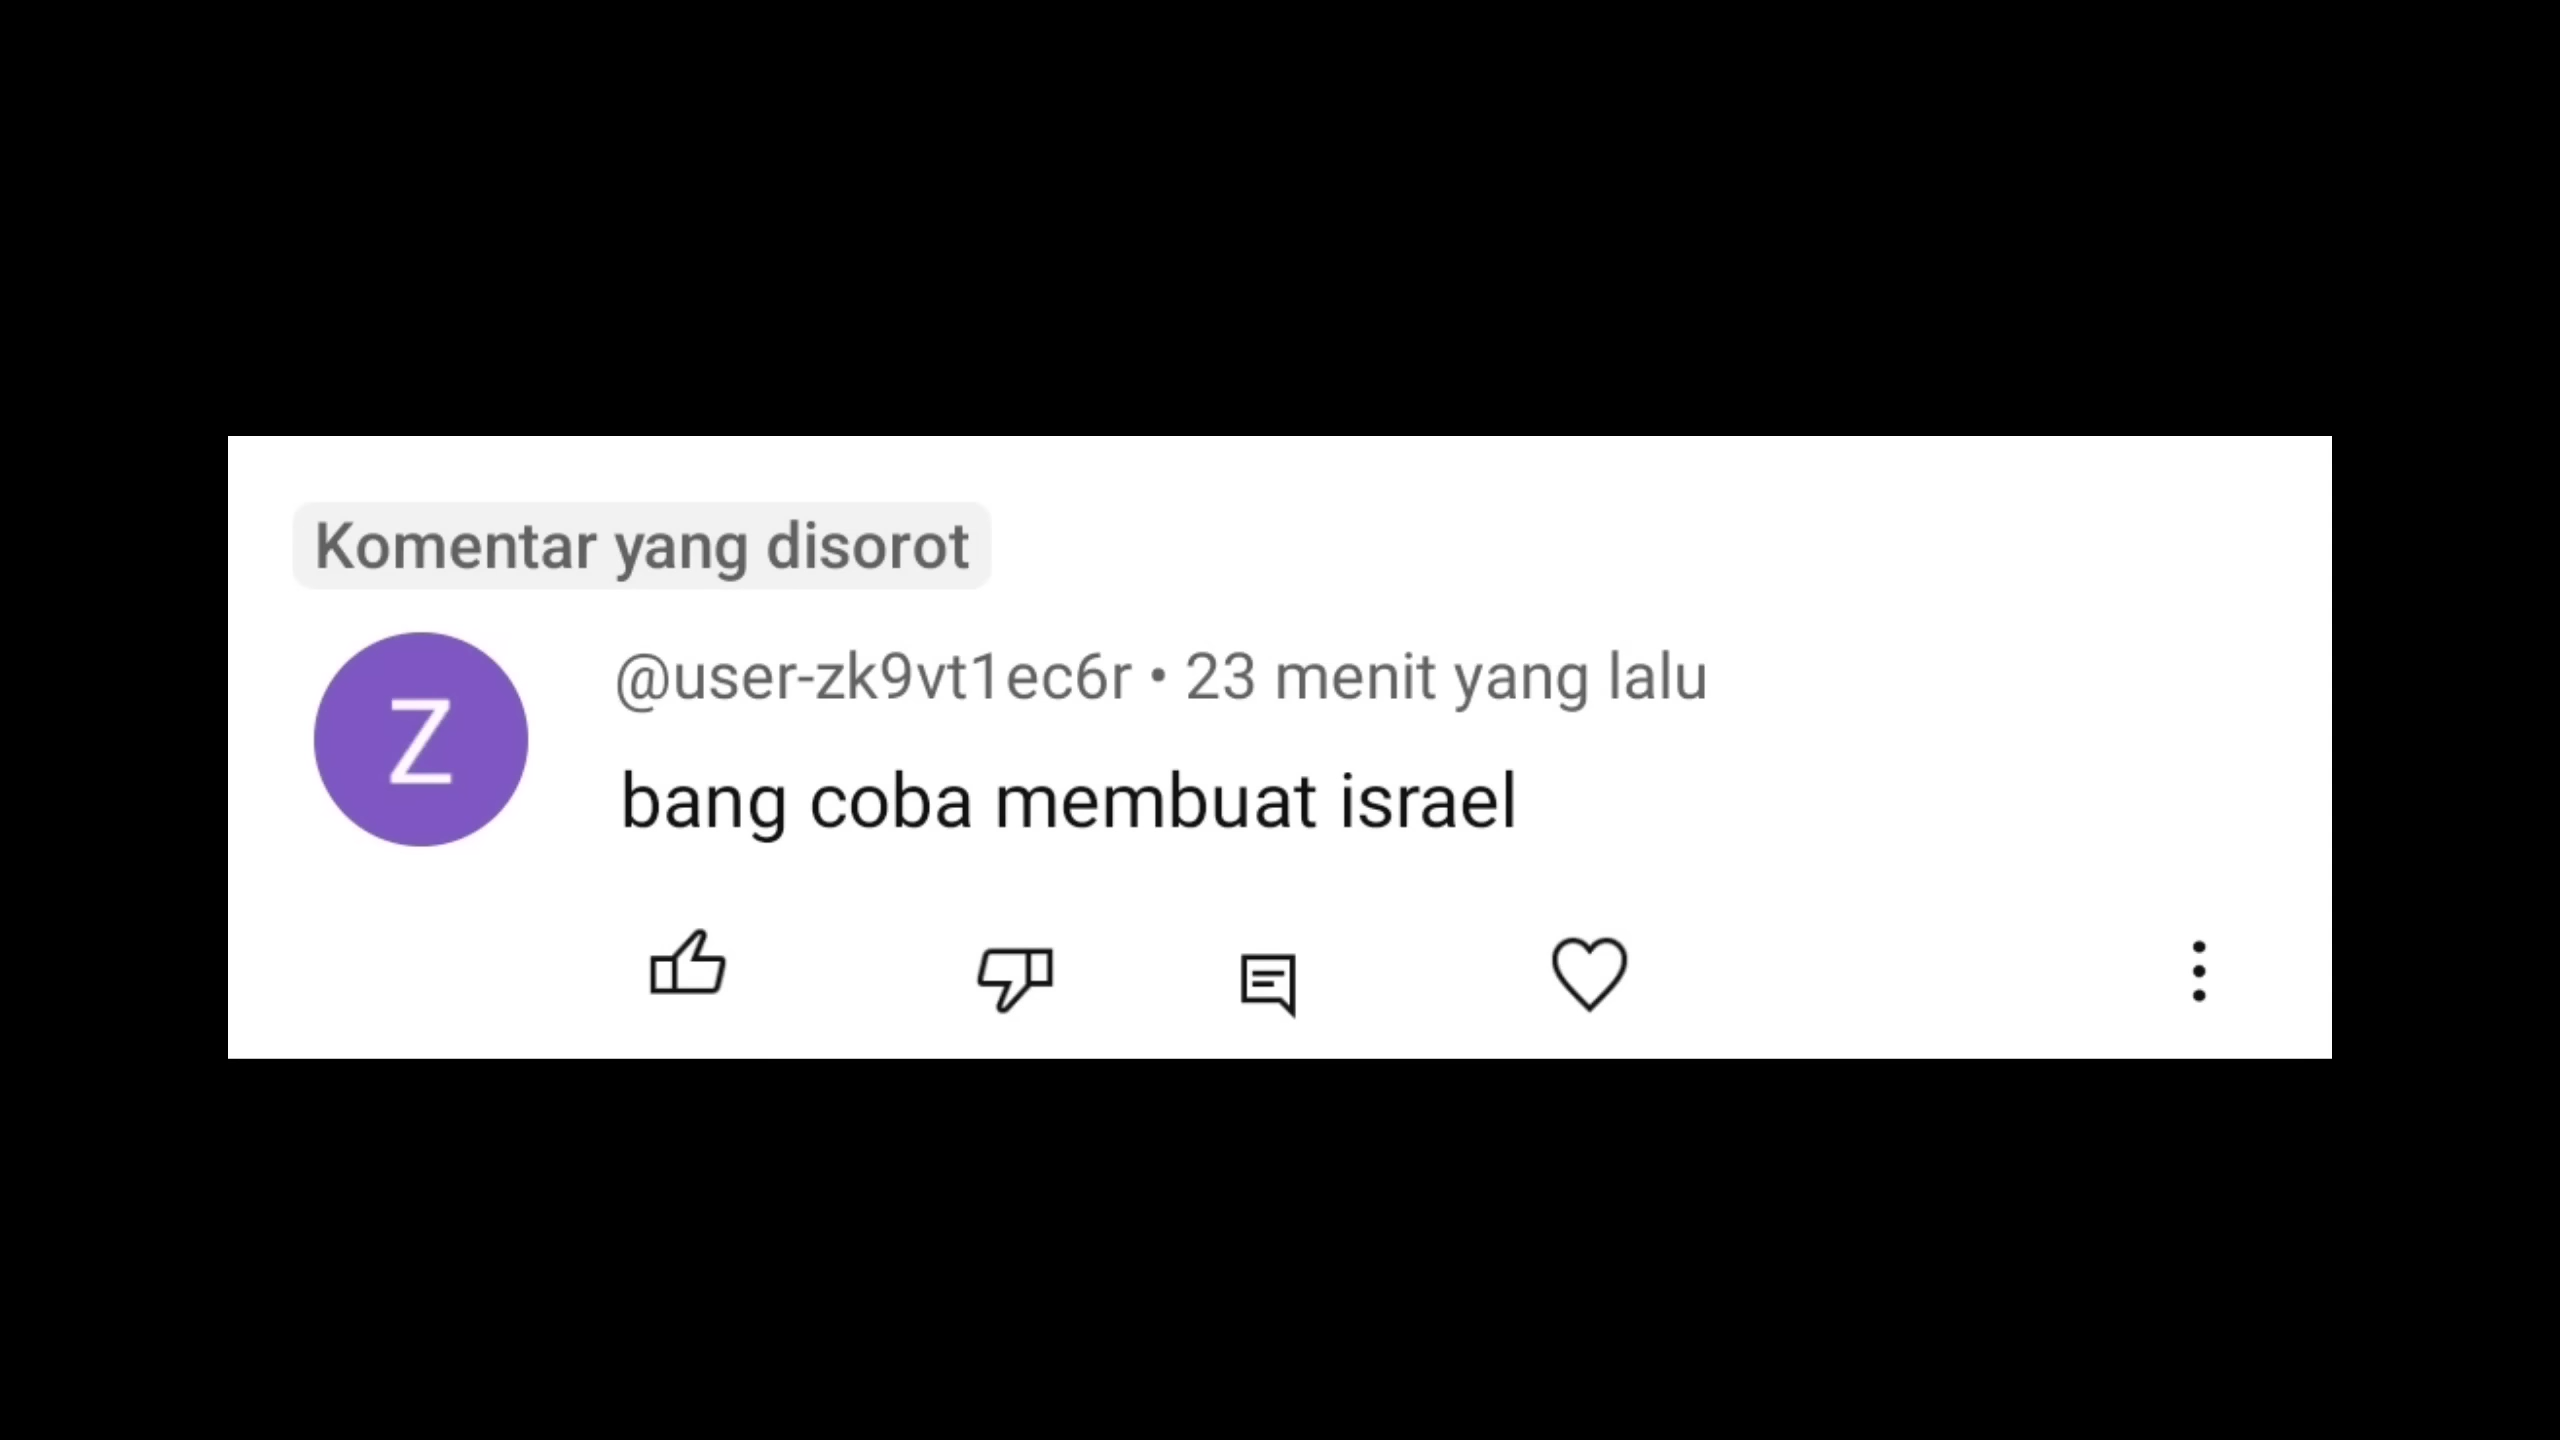 Komentar yang disorot
Z
@user-zk9vt1ec6r • 23 menit yang lalu
bang coba membuat israel